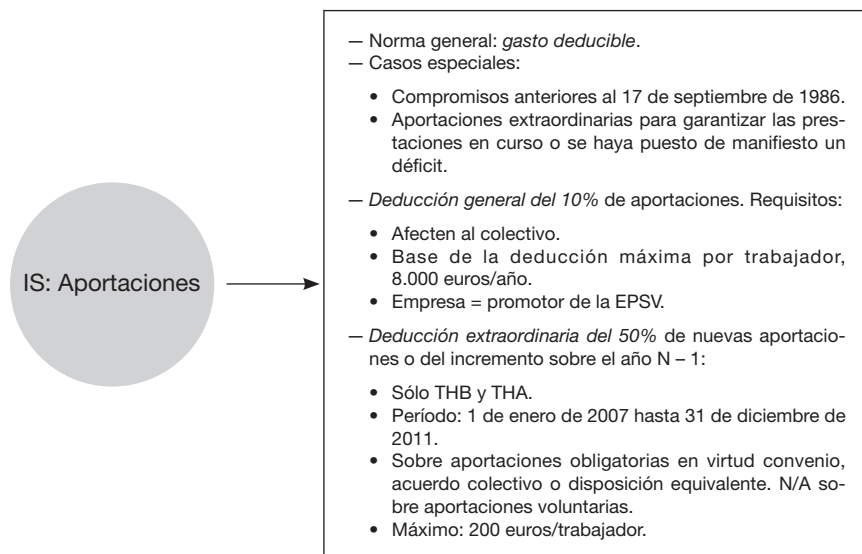 IS: Aportaciones
— Norma general: gasto deducible.
— Casos especiales:
• Compromisos anteriores al 17 de septiembre de 1986.
• Aportaciones extraordinarias para garantizar las pres-
taciones en curso o se haya puesto de manifiesto un
déficit.
— Deducción general del 10% de aportaciones. Requisitos:
• Afecten al colectivo.
• Base de la deducción máxima por trabajador,
8.000 euros/año.
• Empresa = promotor de la EPSV.
— Deducción extraordinaria del 50% de nuevas aportacio-
nes o del incremento sobre el año N – 1:
• Sólo THB y THA.
• Período: 1 de enero de 2007 hasta 31 de diciembre de
2011.
• Sobre aportaciones obligatorias en virtud convenio,
acuerdo colectivo o disposición equivalente. N/A so-
bre aportaciones voluntarias.
• Máximo: 200 euros/trabajador.